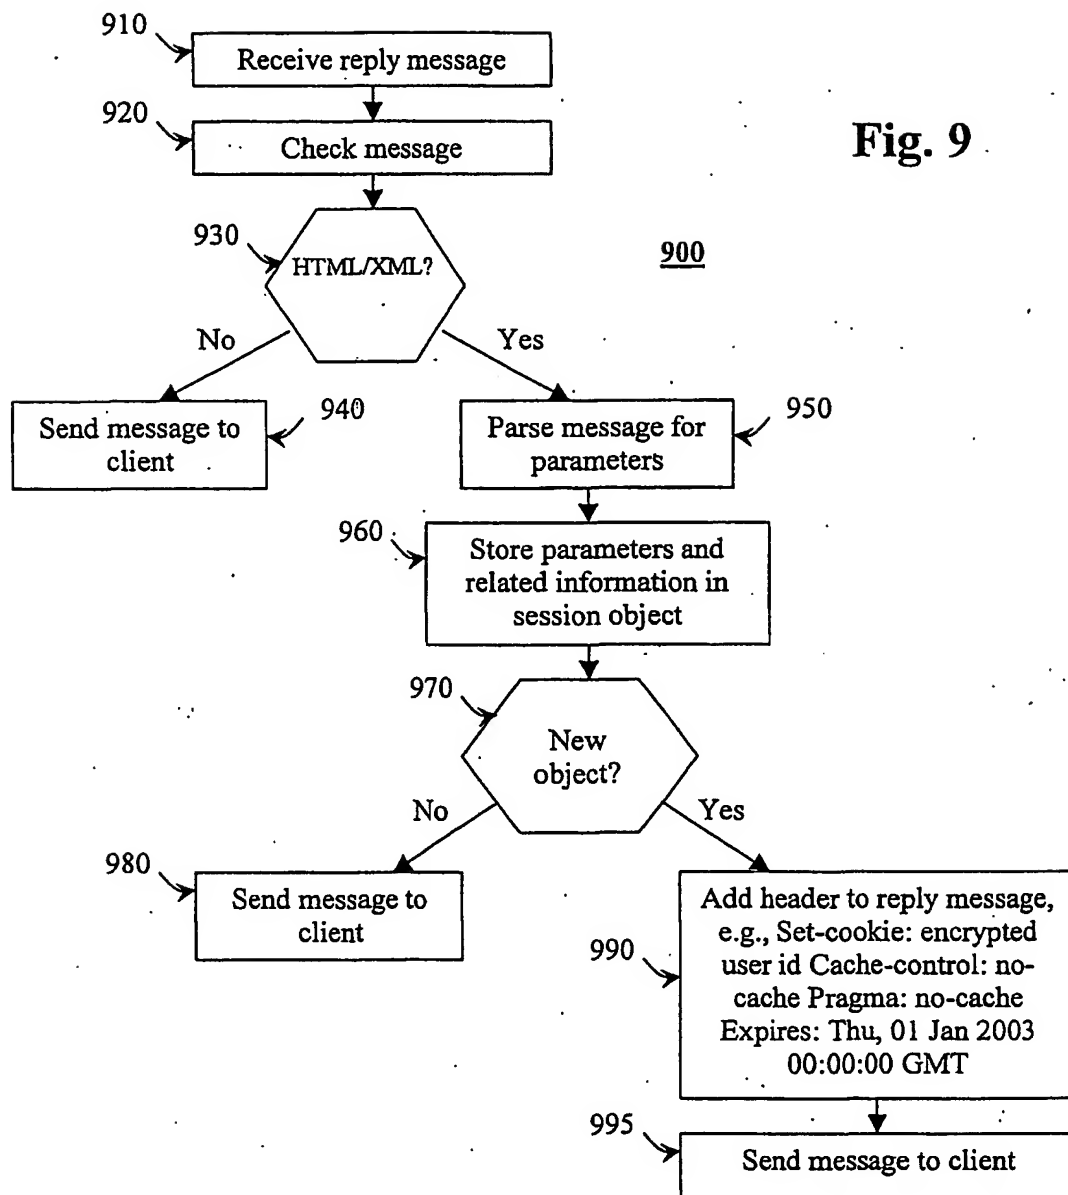 910
Receive reply message
920
Check message
Fig. 9
930
HTML/XML?
900
No
Yes
Send message to
client
940
Parse message for
parameters
950
960
Store parameters and
related information in
session object
970
New
object?
No
Yes
980
Send message to
client
Add header to reply message,
e.g., Set-cookie: encrypted
user id Cache-control: no-
cache Pragma: no-cache
Expires: Thu, 01 Jan 2003
00:00:00 GMT
990
995
Send message to client